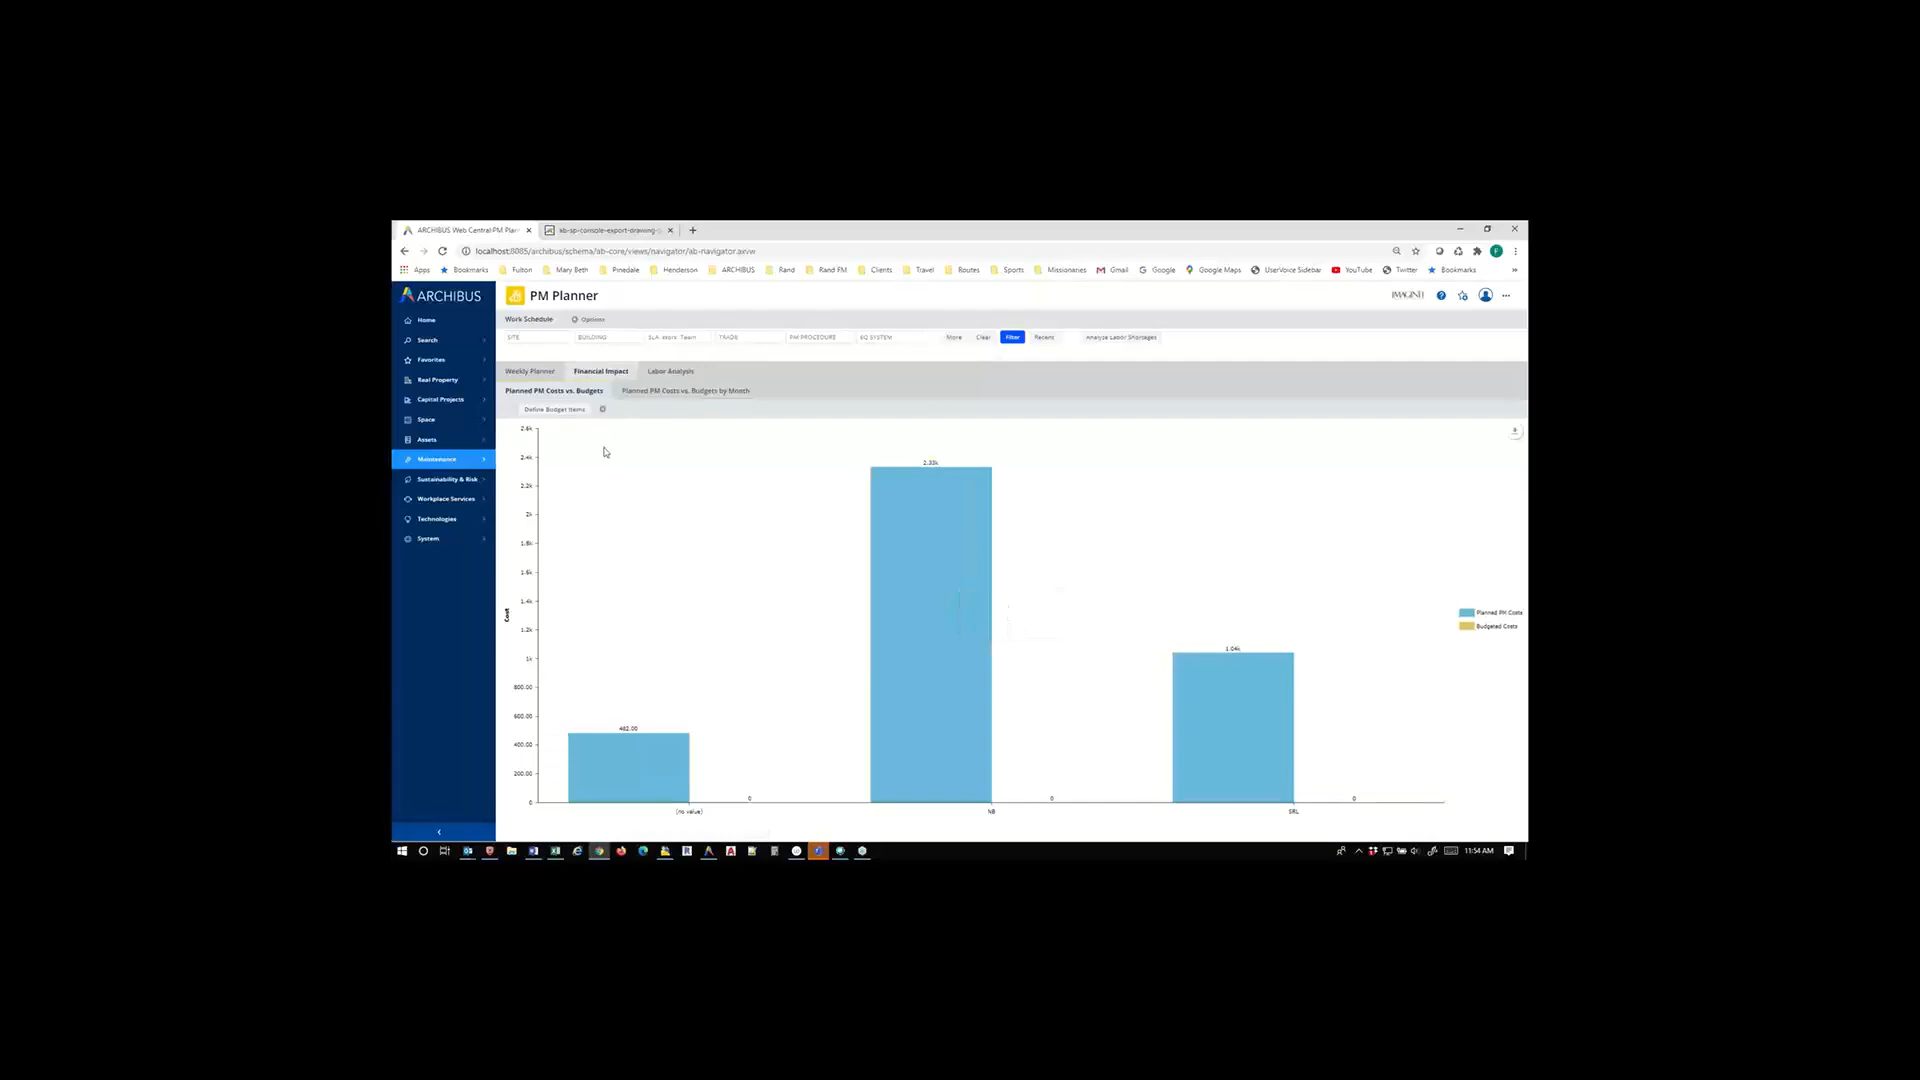 ARCHIBUS Web Central-PM Plan
ab-sp-console-export-drawing-s
localhost:8085/archibus/schema/ab-core/views/navigator/ab-navigator.axvw
Apps Bookmarks Fulton Mary Beth Pinedale Henderson ARCHIBUS Rand Rand FM Clients Travel Routes Sports Missionaries Gmail Google Google Maps UserVoice Sidebar YouTube Twitter Bookmarks »
ARCHIBUS
PM Planner
IMAGINiT
Home
Search
Favorites
Real Property
Capital Projects
Space
Assets
Maintenance
Sustainability & Risk
Workplace Services
Technologies
System
Work Schedule Options
SITE BUILDING Team TRADE PM PROCEDURE EQ SYSTEM More Clear Filter Recent Analyze Labor Shortages
Weekly Planner Financial Impact Labor Analysis
Planned PM Costs vs. Budgets Planned PM Costs vs. Budgets by Month
Define Budget Items
2.6k
2.4k
2.2k
2k
1.8k
1.6k
1.4k
1.2k
1k
800.00
600.00
400.00
200.00
0
Cost
482.00
0
2.33k
0
1.04k
0
(no value) NB SRL
Planned PM Costs
Budgeted Costs
11:54 AM